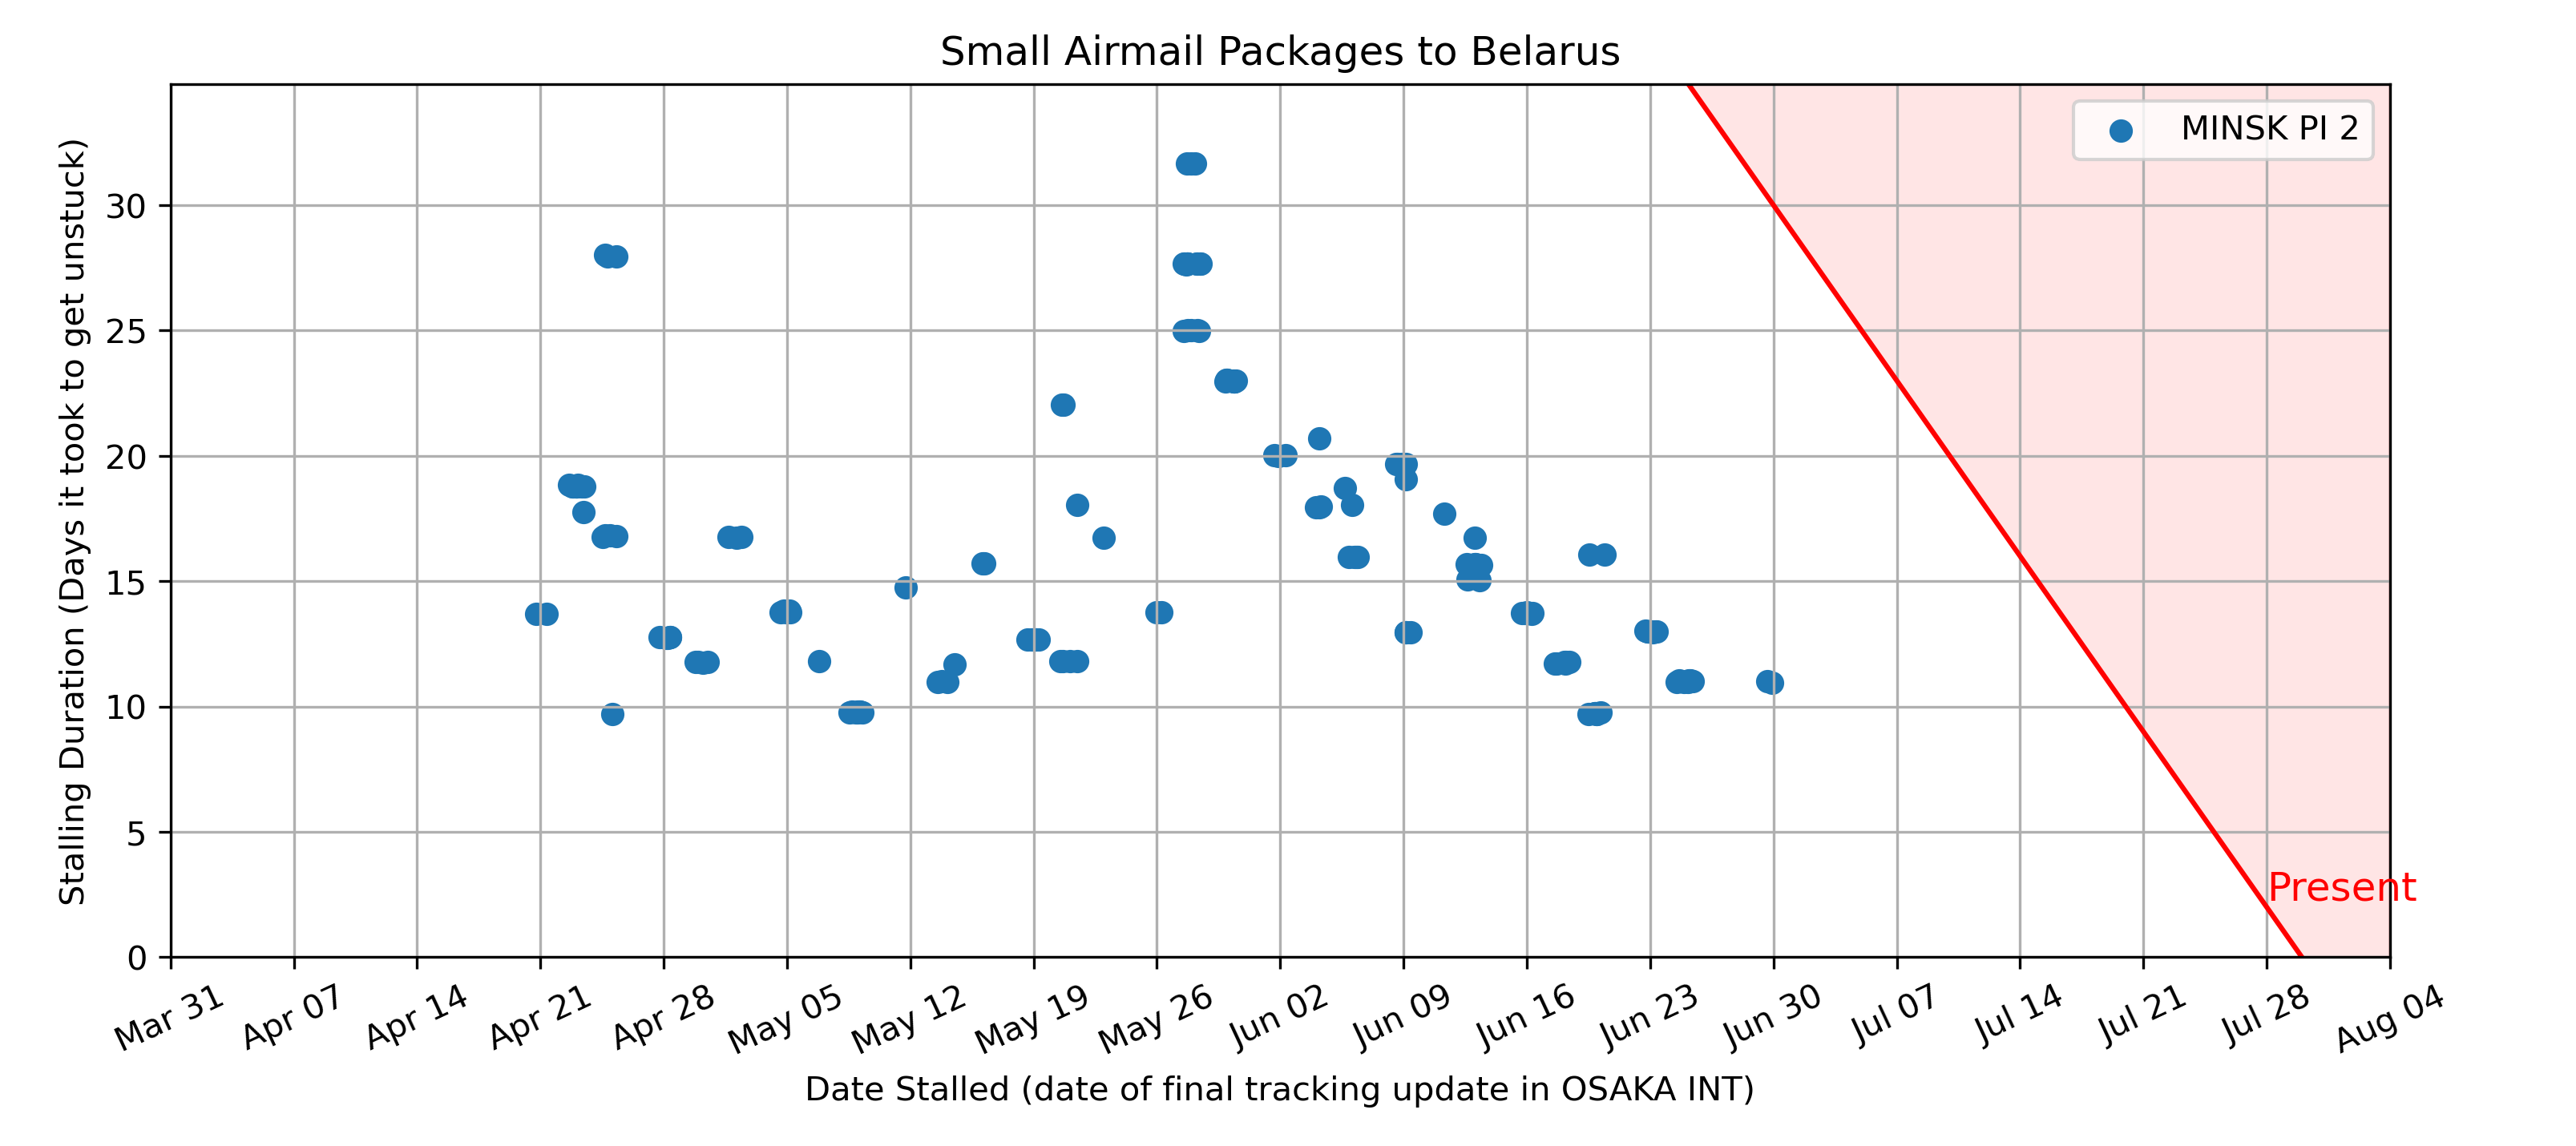 Small Airmail Packages to Belarus
MINSK PI 2
Stalling Duration (Days it took to get unstuck)
30
25
20
15
10
5
0
Present
Mar 31 Apr 07 Apr 14 Apr 21 Apr 28 May 05 May 12 May 19 May 26 Jun 02 Jun 09 Jun 16 Jun 23 Jun 30 Jul 07 Jul 14 Jul 21 Jul 28 Aug 04
Date Stalled (date of final tracking update in OSAKA INT)